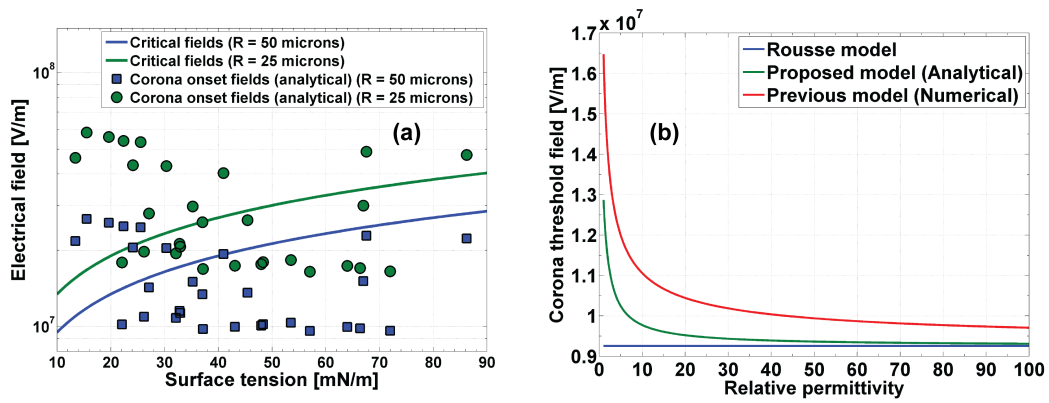 Critical fields (R = 50 microns)
Critical fields (R = 25 microns)
Corona onset fields (analytical) (R = 50 microns)
Corona onset fields (analytical) (R = 25 microns)
(a)
Electrical field [V/m]
10^8
10^7
10 20 30 40 50 60 70 80 90
Surface tension [mN/m]
x 10^7
Rousse model
Proposed model (Analytical)
Previous model (Numerical)
(b)
Corona threshold field [V/m]
1.7
1.6
1.5
1.4
1.3
1.2
1.1
1
0.9
0 10 20 30 40 50 60 70 80 90 100
Relative permittivity